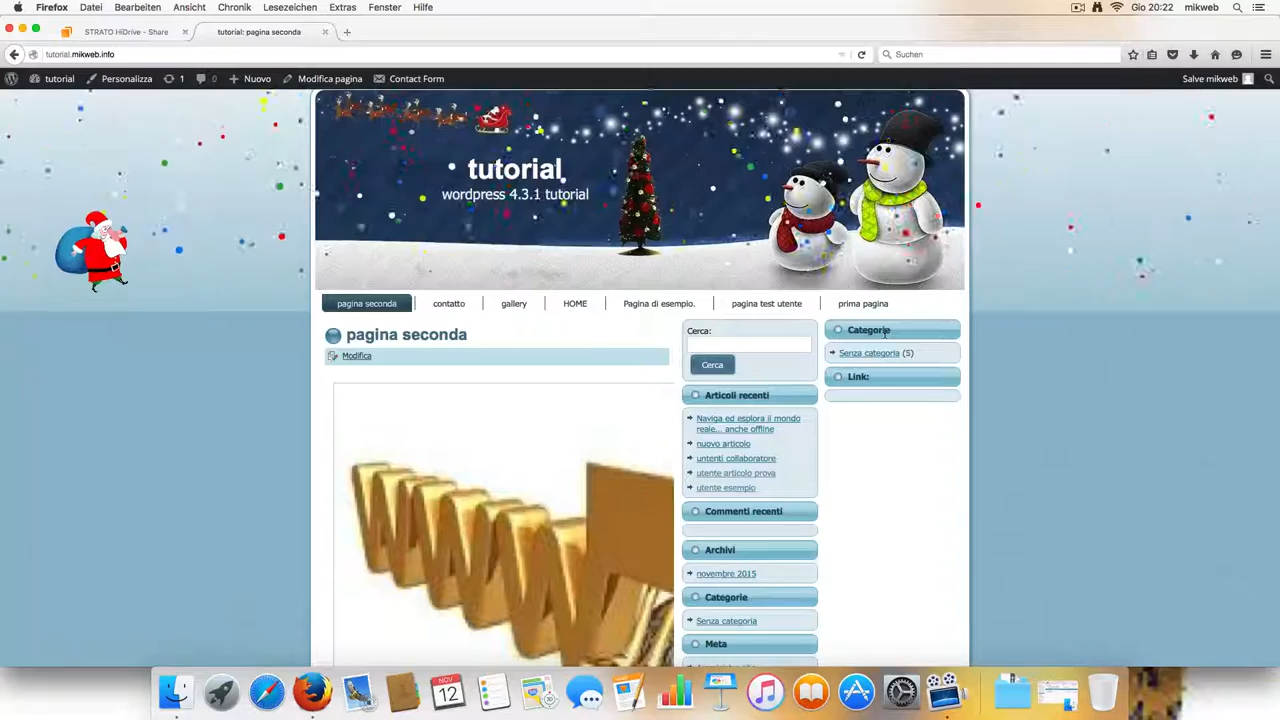 Firefox Datei Bearbeiten Ansicht Chronik Lesezeichen Extras Fenster Hilfe Gio 20:22 mikweb
STRATO HiDrive - Share tutorial: pagina seconda
tutorial.mikweb.info Suchen
tutorial Personalizza 1 0 Nuovo Modifica pagina Contact Form Salve mikweb
tutorial
wordpress 4.3.1 tutorial
pagina seconda contatto gallery HOME Pagina di esempio. pagina test utente prima pagina
pagina seconda
Modifica
WWW
Cerca:
Cerca
Articoli recenti
Naviga ed esplora il mondo
reale... anche offline
nuovo articolo
untenti collaboratore
utente articolo prova
utente esempio
Commenti recenti
Archivi
novembre 2015
Categorie
Senza categoria
Meta
Categorie
Senza categoria (5)
Link:
NOV
12